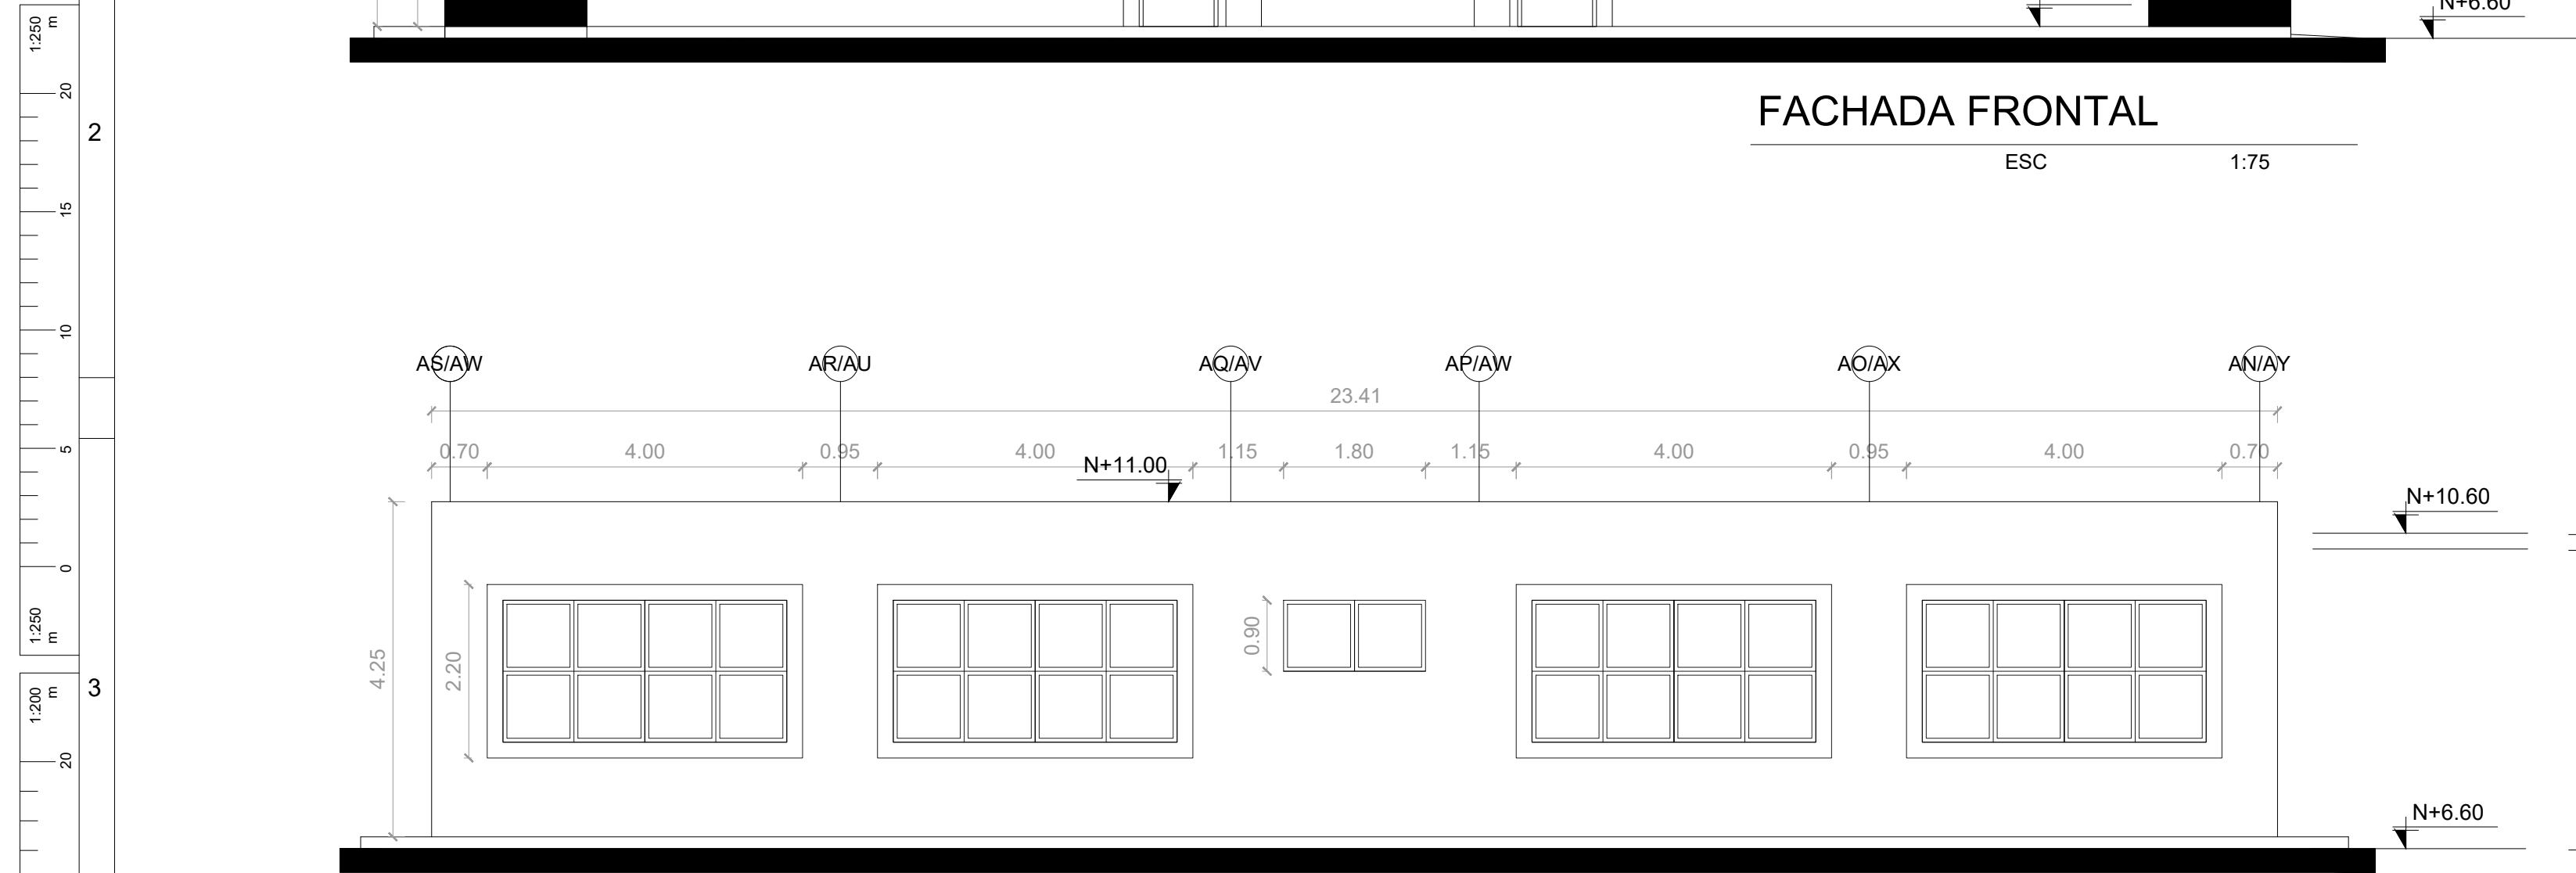 N+6.60
FACHADA FRONTAL
ESC 1:75
1:250
m
20
15
10
5
0
1:250
m
1:200
m
20
2
3
AS/AW AR/AU AQ/AV AP/AW AO/AX AN/AY
23.41
0.70 4.00 0.95 4.00 1.15 1.80 1.15 4.00 0.95 4.00 0.70
N+11.00
N+10.60
4.25
2.20
0.90
N+6.60